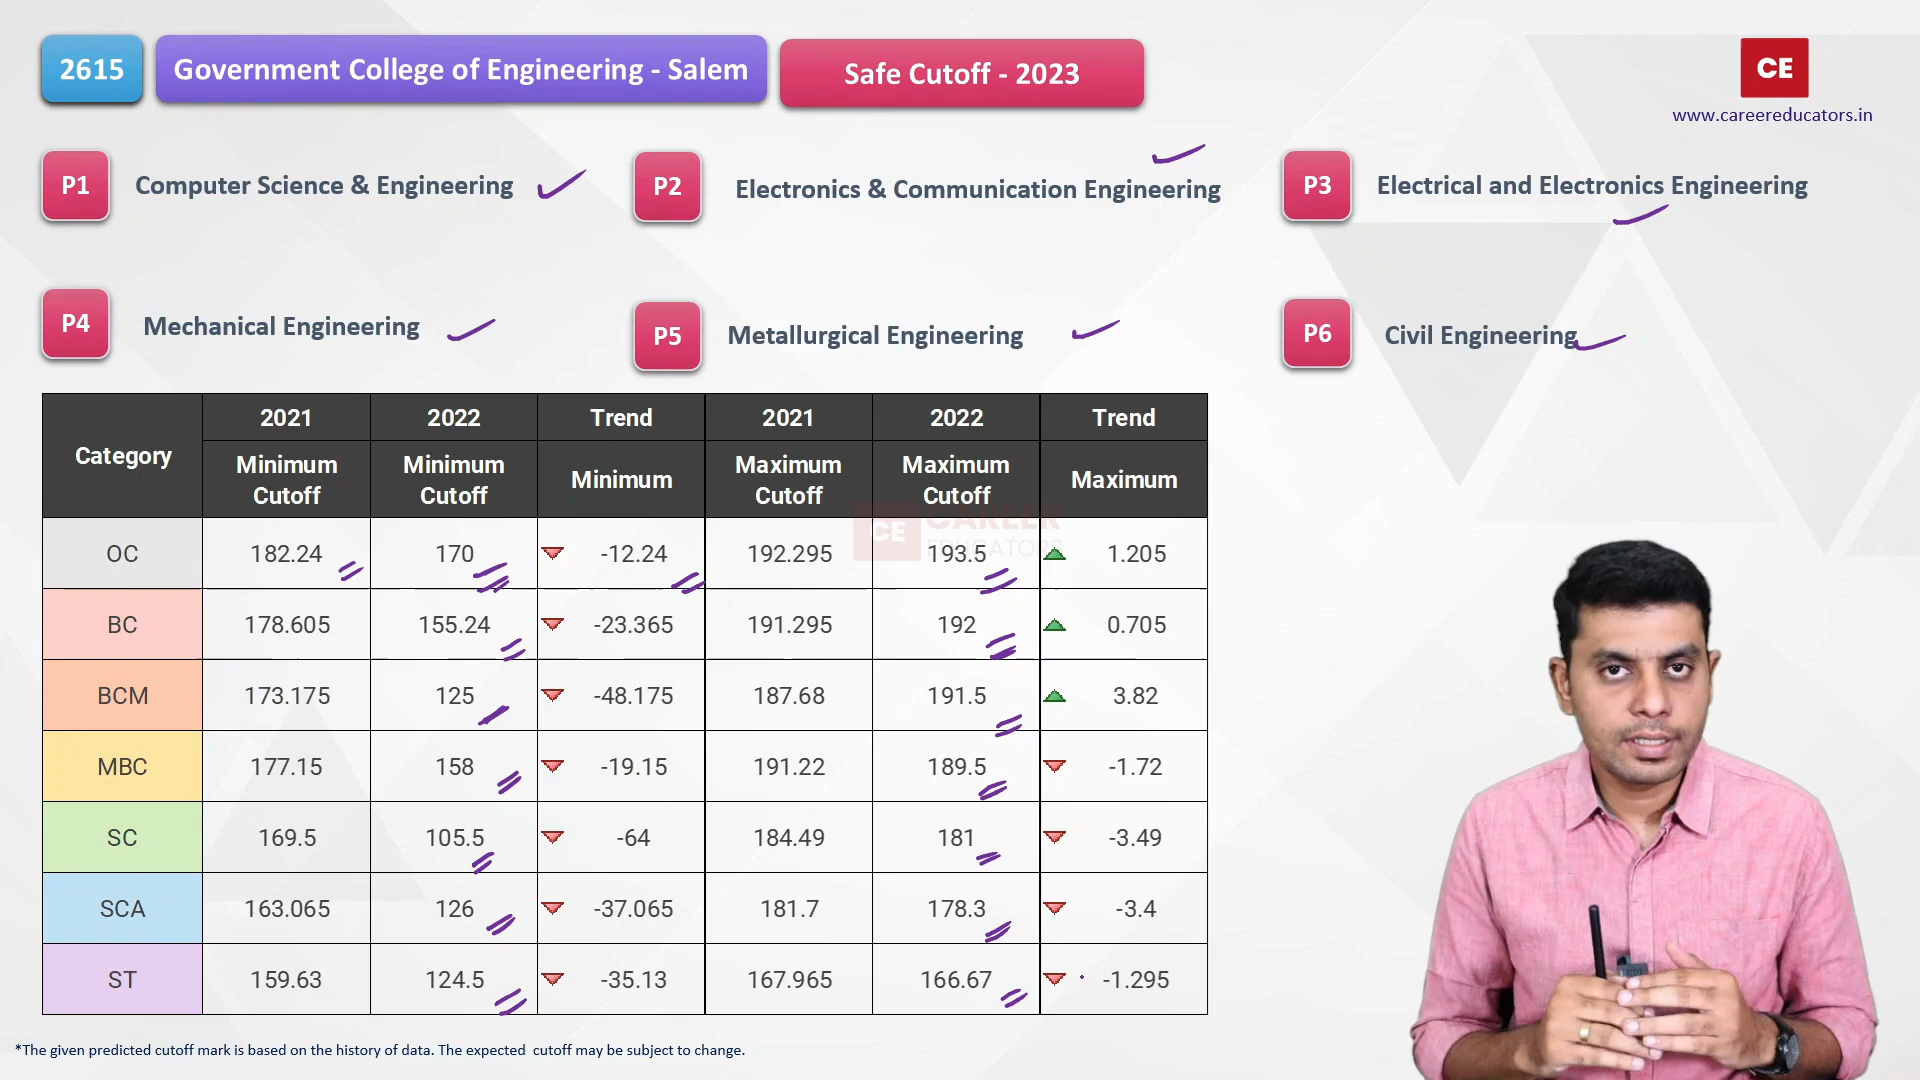 2615
Government College of Engineering - Salem
Safe Cutoff - 2023
CE
www.careereducators.in
P1 Computer Science & Engineering
P2 Electronics & Communication Engineering
P3 Electrical and Electronics Engineering
P4 Mechanical Engineering
P5 Metallurgical Engineering
P6 Civil Engineering
Category 2021 2022 Trend 2021 2022 Trend
Minimum Cutoff Minimum Cutoff Minimum Maximum Cutoff Maximum Cutoff Maximum
CE CAREER
EDUCATORS
OC 182.24 170 -12.24 192.295 193.5 1.205
BC 178.605 155.24 -23.365 191.295 192 0.705
BCM 173.175 125 -48.175 187.68 191.5 3.82
MBC 177.15 158 -19.15 191.22 189.5 -1.72
SC 169.5 105.5 -64 184.49 181 -3.49
SCA 163.065 126 -37.065 181.7 178.3 -3.4
ST 159.63 124.5 -35.13 167.965 166.67 -1.295
*The given predicted cutoff mark is based on the history of data. The expected cutoff may be subject to change.